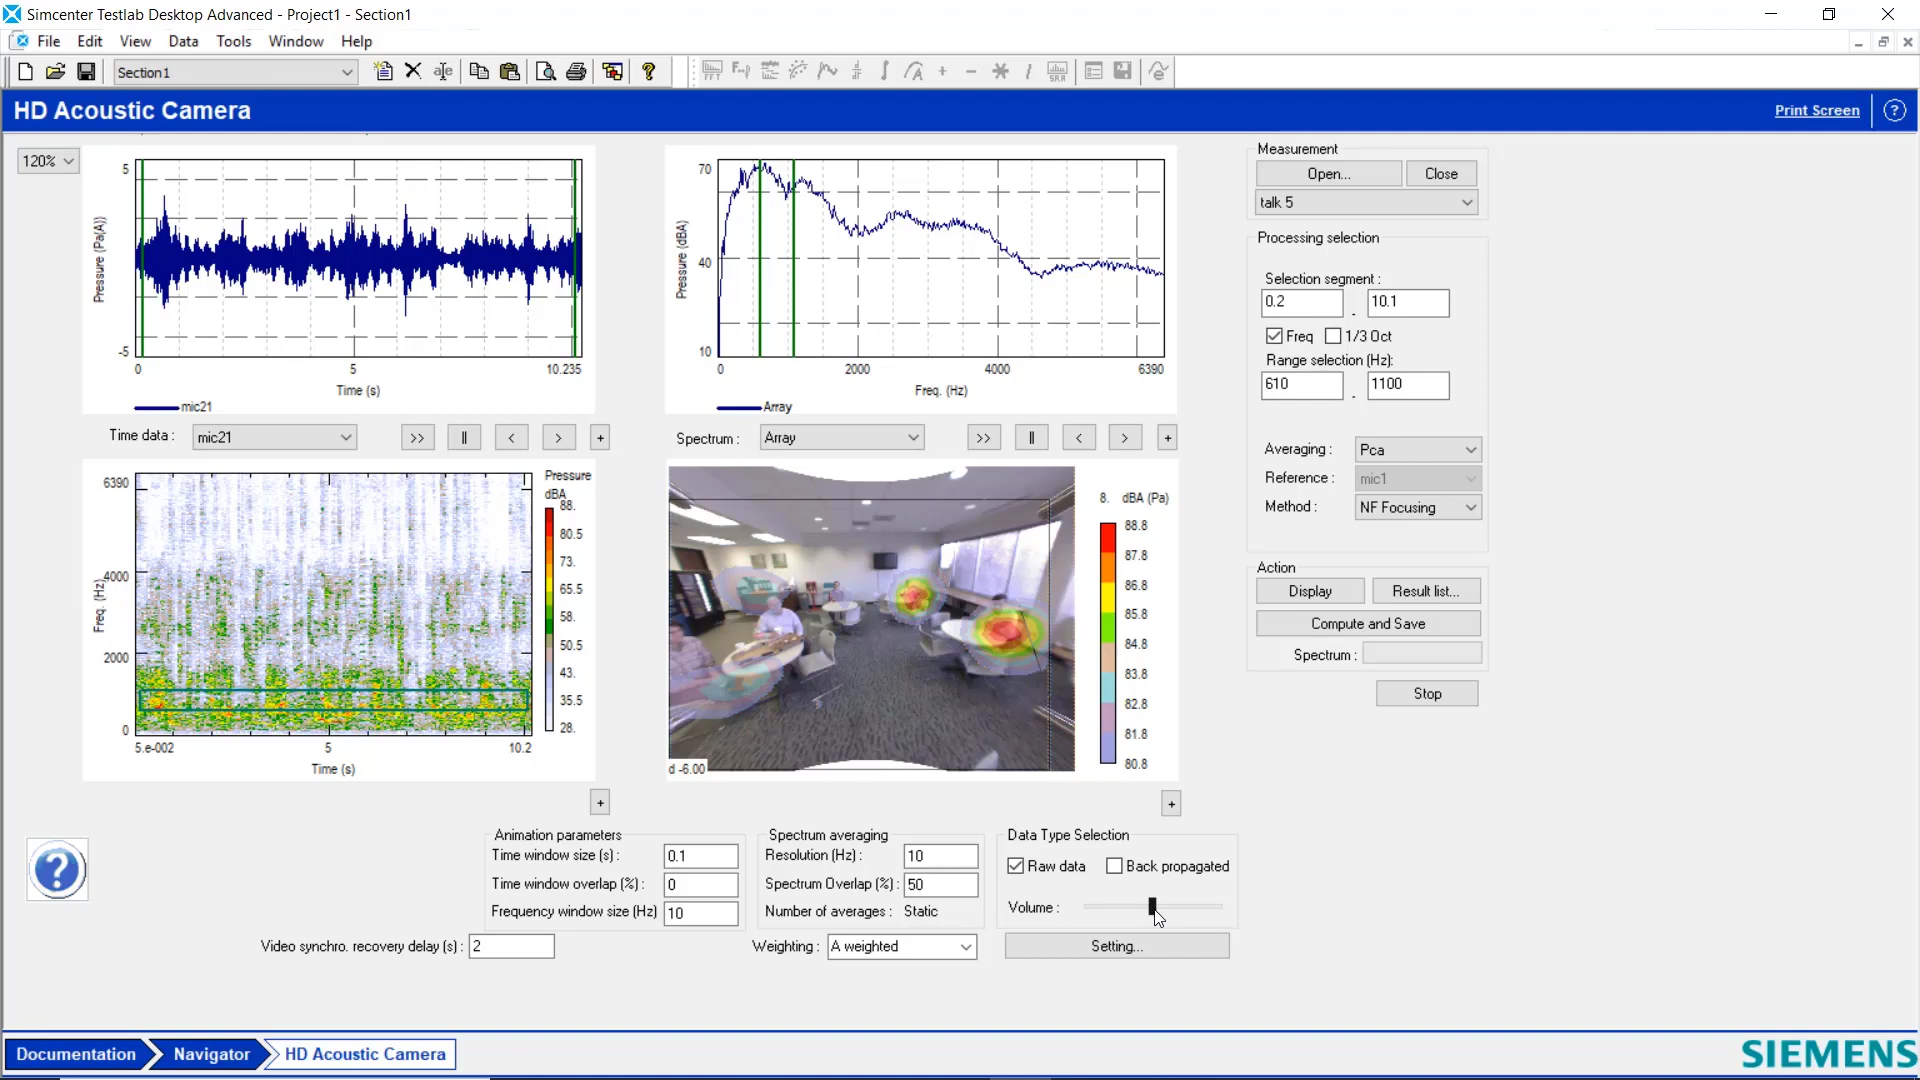 Simcenter Testlab Desktop Advanced - Project1 - Section1
File Edit View Data Tools Window Help
Section1
HD Acoustic Camera
Print Screen
120%
5
-5
Pressure (Pa(A))
0 5 10.235
Time (s)
mic21
70
40
10
Pressure (dBA)
0 2000 4000 6390
Freq. (Hz)
Array
Time data : mic21 >> || < > +
Spectrum : Array >> || < > +
6390
4000
2000
0
Freq. (Hz)
5.e-002 5 10.2
Time (s)
Pressure
dBA
88.
80.5
73.
65.5
58.
50.5
43.
35.5
28.
+
8. dBA (Pa)
88.8
87.8
86.8
85.8
84.8
83.8
82.8
81.8
80.8
d -6.00
+
Measurement
Open... Close
talk 5
Processing selection
Selection segment :
0.2 . 10.1
Freq 1/3 Oct
Range selection (Hz):
610 . 1100
Averaging : Pca
Reference : mic1
Method : NF Focusing
Action
Display Result list...
Compute and Save
Spectrum :
Stop
Animation parameters
Time window size (s) : 0.1
Time window overlap (%) : 0
Frequency window size (Hz) 10
Video synchro. recovery delay (s) : 2
Spectrum averaging
Resolution (Hz) : 10
Spectrum Overlap (%) : 50
Number of averages : Static
Weighting : A weighted
Data Type Selection
Raw data Back propagated
Volume :
Setting...
Documentation Navigator HD Acoustic Camera
SIEMENS